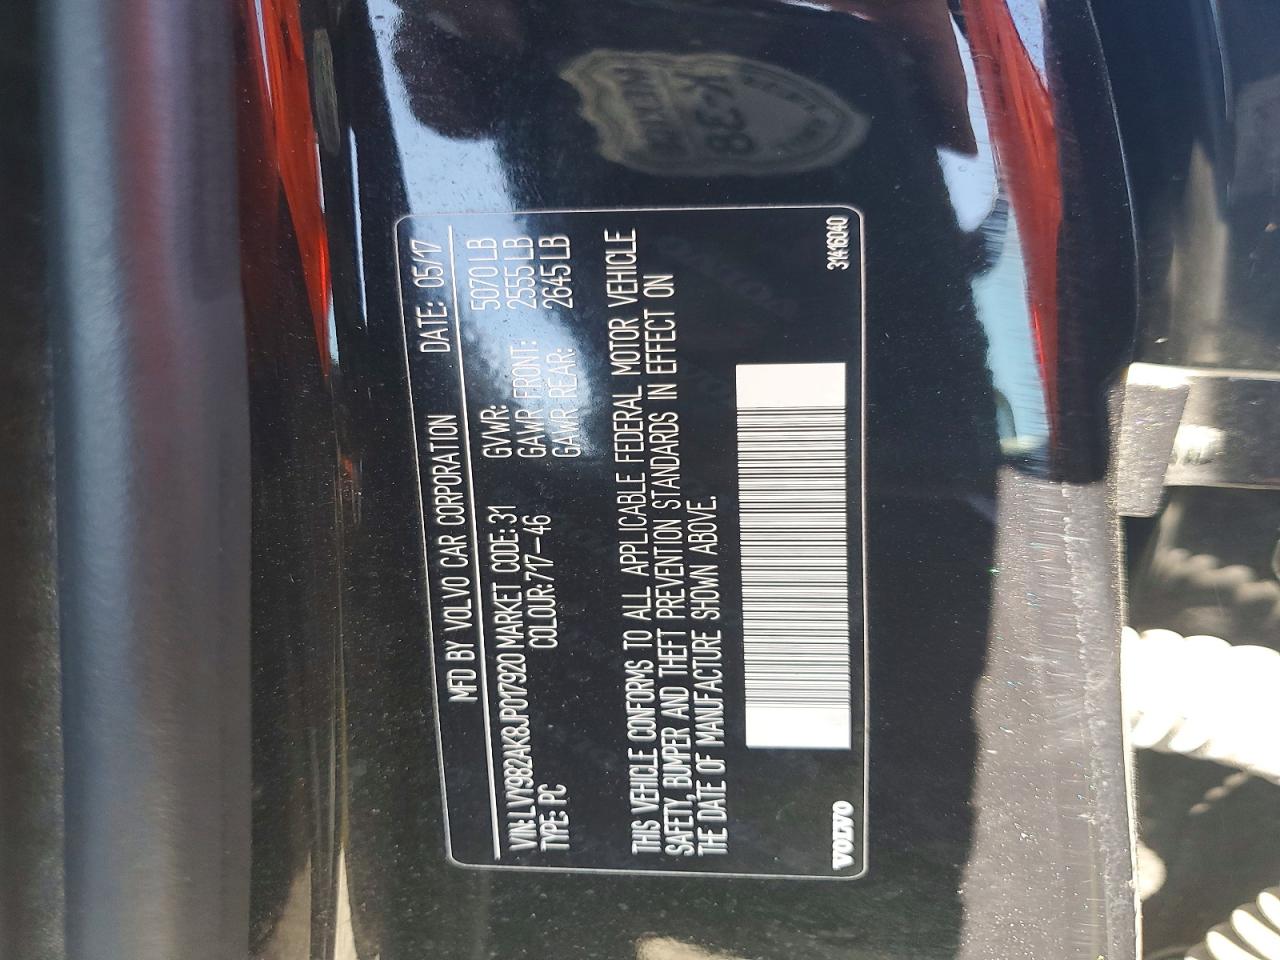 MFD BY VOLVO CAR CORPORATION DATE: 05/17
VIN: LVY982AK8JP017920 MARKET CODE: 31 GVWR: 5070 LB
TYPE: PC COLOUR: 717-46 GAWR FRONT: 2555 LB
GAWR REAR: 2645 LB
THIS VEHICLE CONFORMS TO ALL APPLICABLE FEDERAL MOTOR VEHICLE
SAFETY, BUMPER AND THEFT PREVENTION STANDARDS IN EFFECT ON
THE DATE OF MANUFACTURE SHOWN ABOVE.
VOLVO 31416040